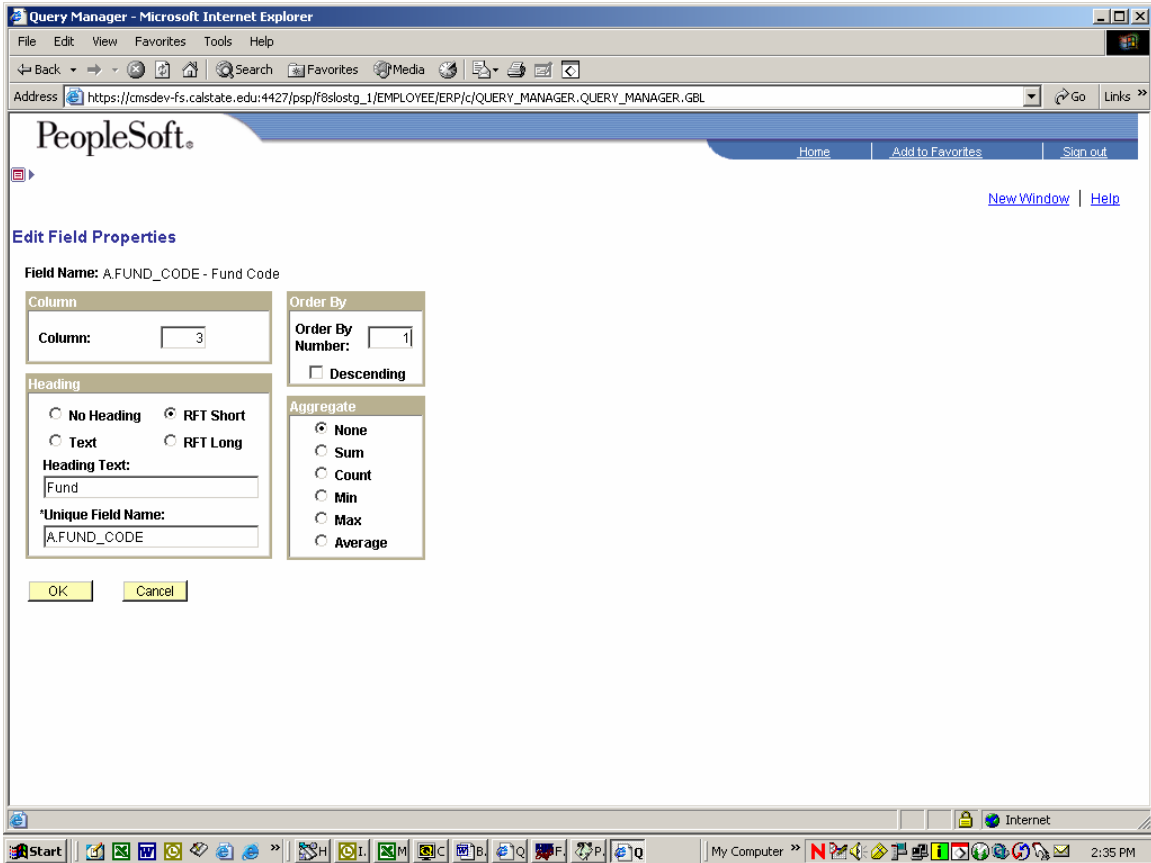 Query Manager - Microsoft Internet Explorer
File Edit View Favorites Tools Help
Back Search Favorites Media
Address https://cmsdev-fs.calstate.edu:4427/psp/f8slostg_1/EMPLOYEE/ERP/c/QUERY_MANAGER.QUERY_MANAGER.GBL Go Links »
PeopleSoft.
Home Add to Favorites Sign out
New Window | Help
Edit Field Properties
Field Name: A.FUND_CODE - Fund Code
Column
Column: 3
Order By
Order By Number: 1
Descending
Heading
No Heading RFT Short
Text RFT Long
Heading Text:
Fund
*Unique Field Name:
A.FUND_CODE
Aggregate
None
Sum
Count
Min
Max
Average
OK Cancel
Internet
Start » H I. M C B. Q F. P. Q My Computer » 2:35 PM